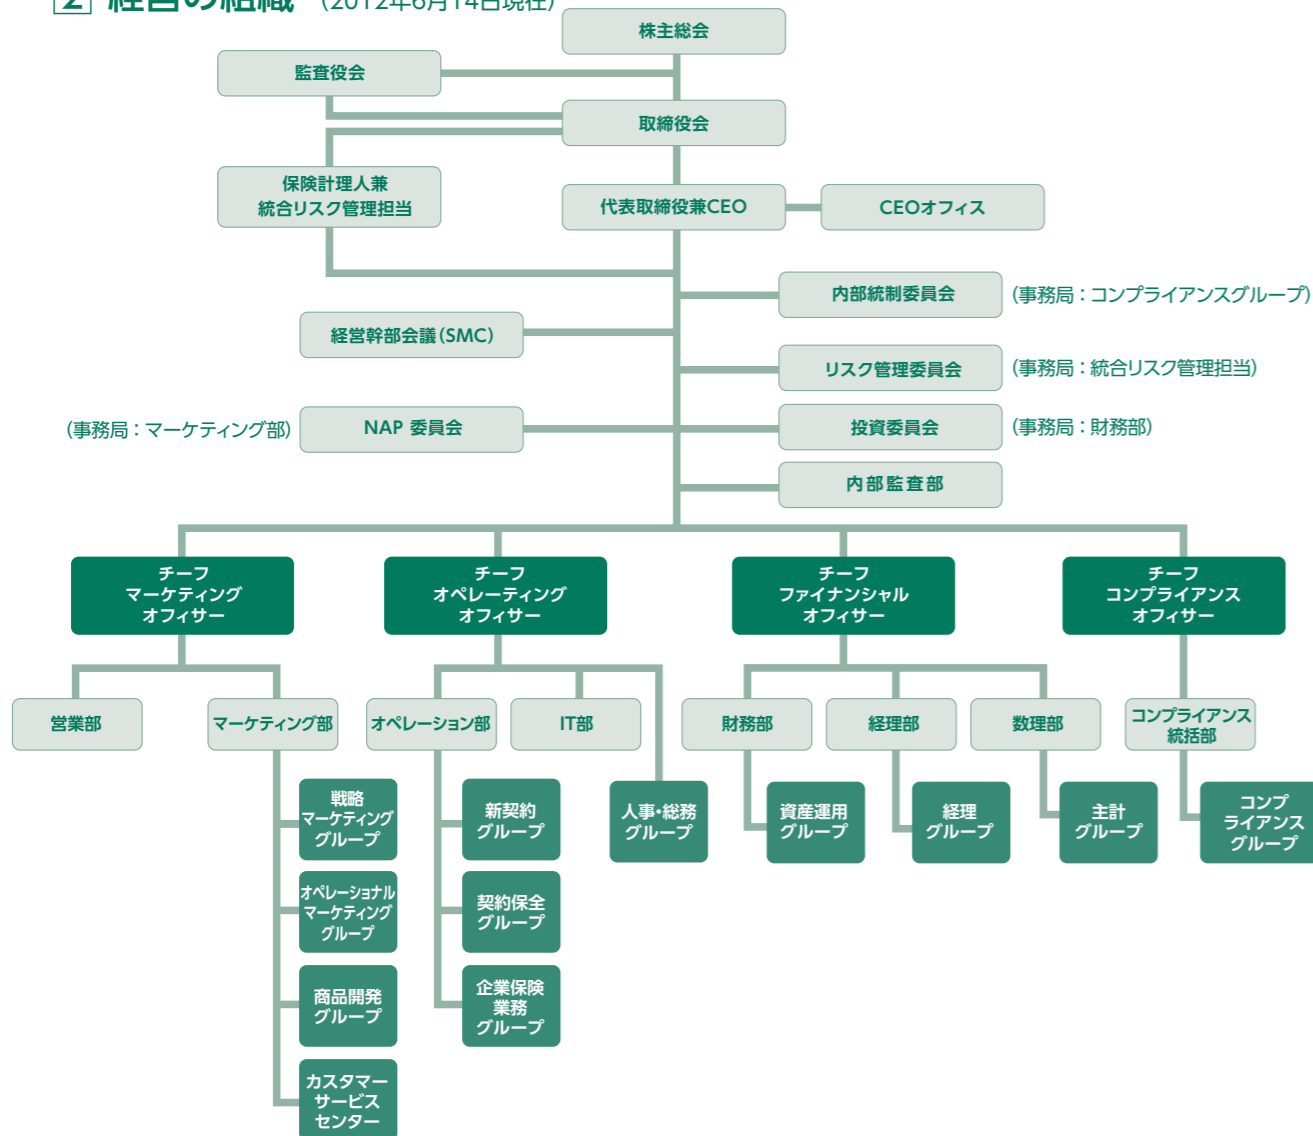 2 経営の組織 (2012年6月14日現在)
株主総会
監査役会
取締役会
保険計理人兼
統合リスク管理担当
代表取締役兼CEO
CEOオフィス
内部統制委員会
(事務局：コンプライアンスグループ)
経営幹部会議(SMC)
リスク管理委員会
(事務局：統合リスク管理担当)
(事務局：マーケティング部)
NAP 委員会
投資委員会
(事務局：財務部)
内部監査部
チーフ
マーケティング
オフィサー
チーフ
オペレーティング
オフィサー
チーフ
ファイナンシャル
オフィサー
チーフ
コンプライアンス
オフィサー
営業部
マーケティング部
オペレーション部
IT部
財務部
経理部
数理部
コンプライアンス
統括部
戦略
マーケティング
グループ
新契約
グループ
人事・総務
グループ
資産運用
グループ
経理
グループ
主計
グループ
コンプ
ライアンス
グループ
オペレーショナル
マーケティング
グループ
契約保全
グループ
商品開発
グループ
企業保険
業務
グループ
カスタマー
サービス
センター